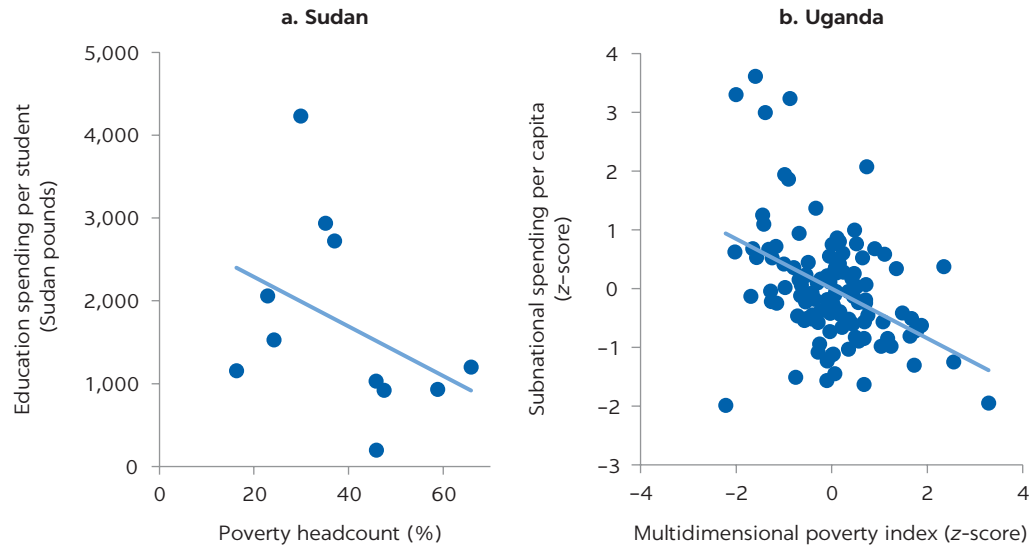 a. Sudan
Education spending per student
(Sudan pounds)
5,000
4,000
3,000
2,000
1,000
0
0 20 40 60
Poverty headcount (%)
b. Uganda
Subnational spending per capita
(z-score)
4
3
2
1
0
−1
−2
−3
−4 −2 0 2 4
Multidimensional poverty index (z-score)